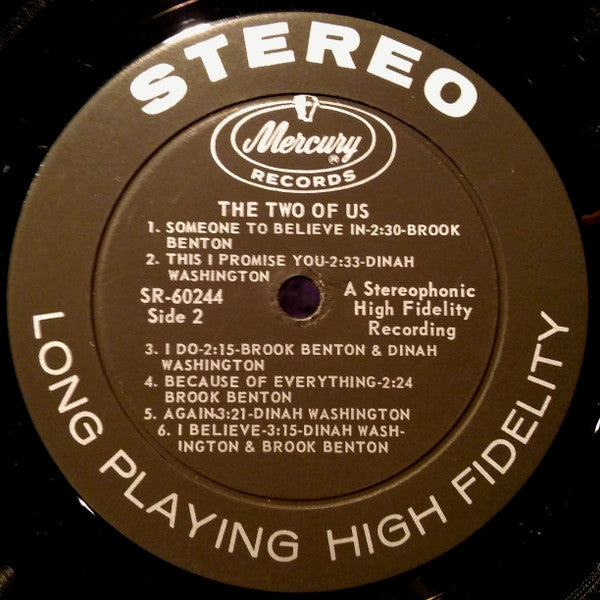 STEREO
Mercury
®
RECORDS
THE TWO OF US
1. SOMEONE TO BELIEVE IN-2:30-BROOK
BENTON
2. THIS I PROMISE YOU-2:33-DINAH
WASHINGTON
SR-60244
Side 2
A Stereophonic
High Fidelity
Recording
3. I DO-2:15-BROOK BENTON & DINAH
WASHINGTON
4. BECAUSE OF EVERYTHING-2:24
BROOK BENTON
5. AGAIN-3:21-DINAH WASHINGTON
6. I BELIEVE-3:15-DINAH WASH-
INGTON & BROOK BENTON
LONG PLAYING HIGH FIDELITY